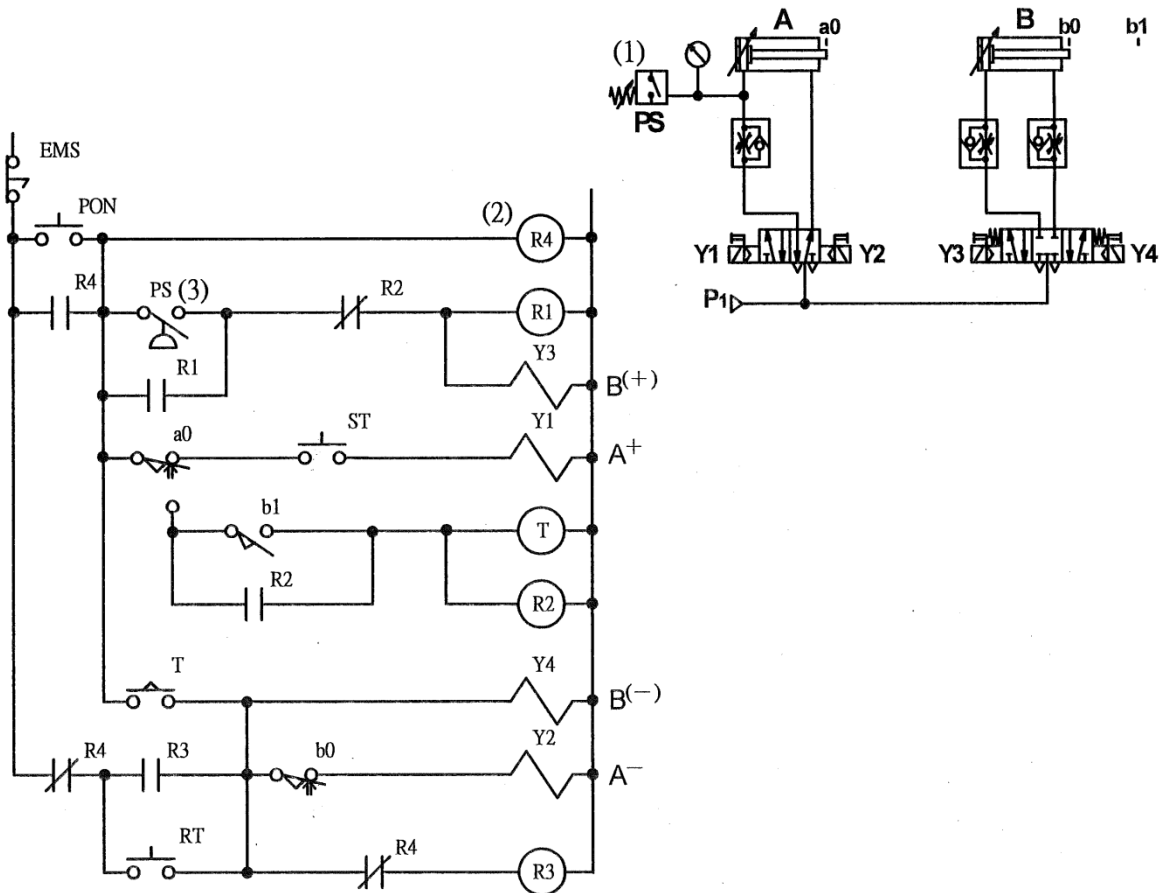 A
a0
B
b0
b1
(1)
PS
Y1
Y2
Y3
Y4
P1
EMS
PON
(2)
R4
R4
PS
(3)
R2
R1
R1
Y3
B(+)
a0
ST
Y1
A+
b1
T
R2
R2
T
Y4
B(−)
R4
R3
b0
Y2
A−
RT
R4
R3